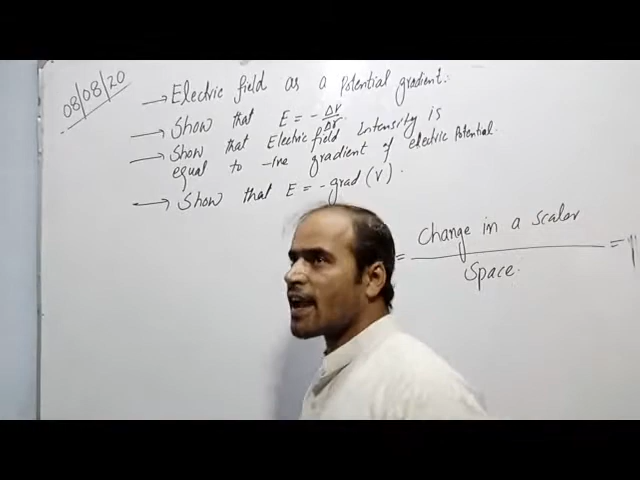 08/08/20
→ Electric field as a potential gradient.
→ Show that E = - ΔV/Δr.
→ Show that Electric field Intensity is
equal to -ive gradient of electric potential.
→ Show that E = - grad (V).
= Change in a scalar
Space. =